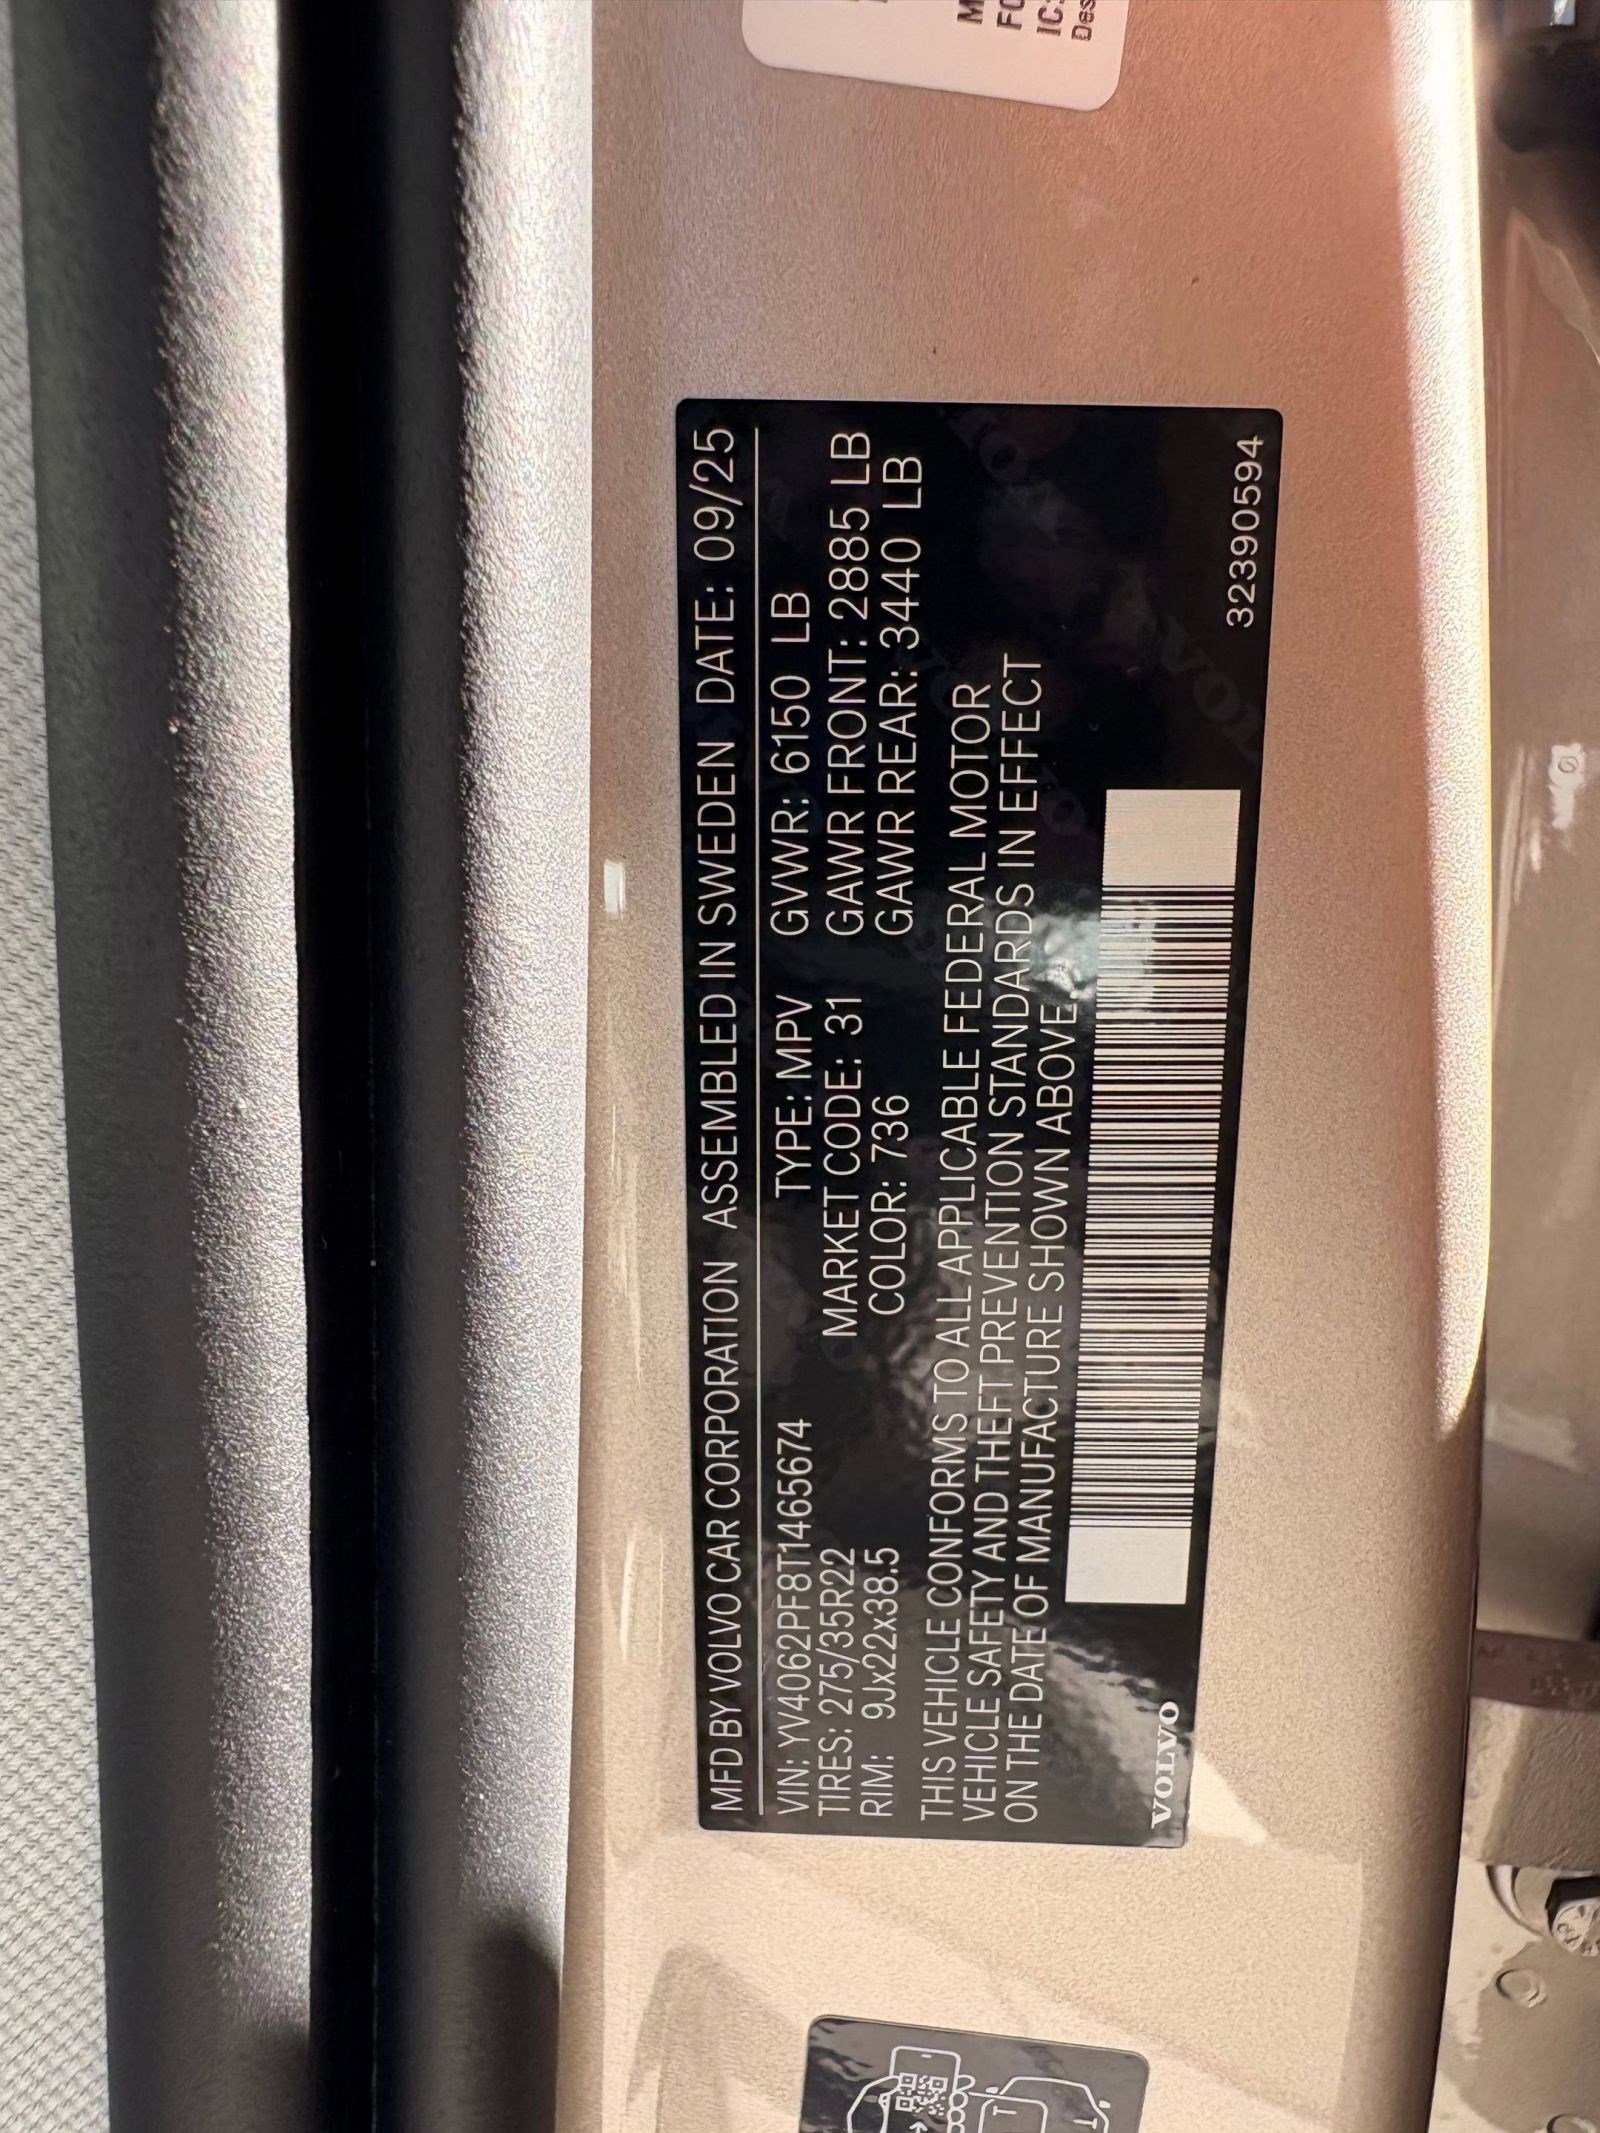 M
FC
IC:
Des
MFD BY VOLVO CAR CORPORATION ASSEMBLED IN SWEDEN DATE: 09/25
VIN: YV4062PF8T1465674 TYPE: MPV GVWR: 6150 LB
TIRES: 275/35R22 MARKET CODE: 31 GAWR FRONT: 2885 LB
RIM: 9Jx22x38.5 COLOR: 736 GAWR REAR: 3440 LB
THIS VEHICLE CONFORMS TO ALL APPLICABLE FEDERAL MOTOR
VEHICLE SAFETY AND THEFT PREVENTION STANDARDS IN EFFECT
ON THE DATE OF MANUFACTURE SHOWN ABOVE.
VOLVO 32390594